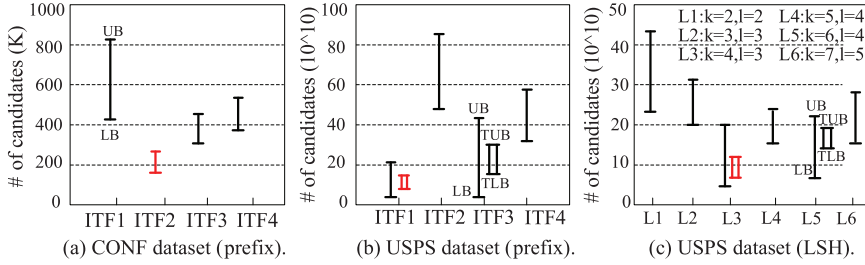 # of candidates (K)
1000
800
600
400
200
0
UB
LB
ITF1 ITF2 ITF3 ITF4
(a) CONF dataset (prefix).
# of candidates (10^10)
100
80
60
40
20
0
UB
TUB
LB
TLB
ITF1 ITF2 ITF3 ITF4
(b) USPS dataset (prefix).
# of candidates (10^10)
50
40
30
20
10
0
L1:k=2,l=2 L4:k=5,l=4
L2:k=3,l=3 L5:k=6,l=4
L3:k=4,l=3 L6:k=7,l=5
UB
TUB
TLB
LB
L1 L2 L3 L4 L5 L6
(c) USPS dataset (LSH).